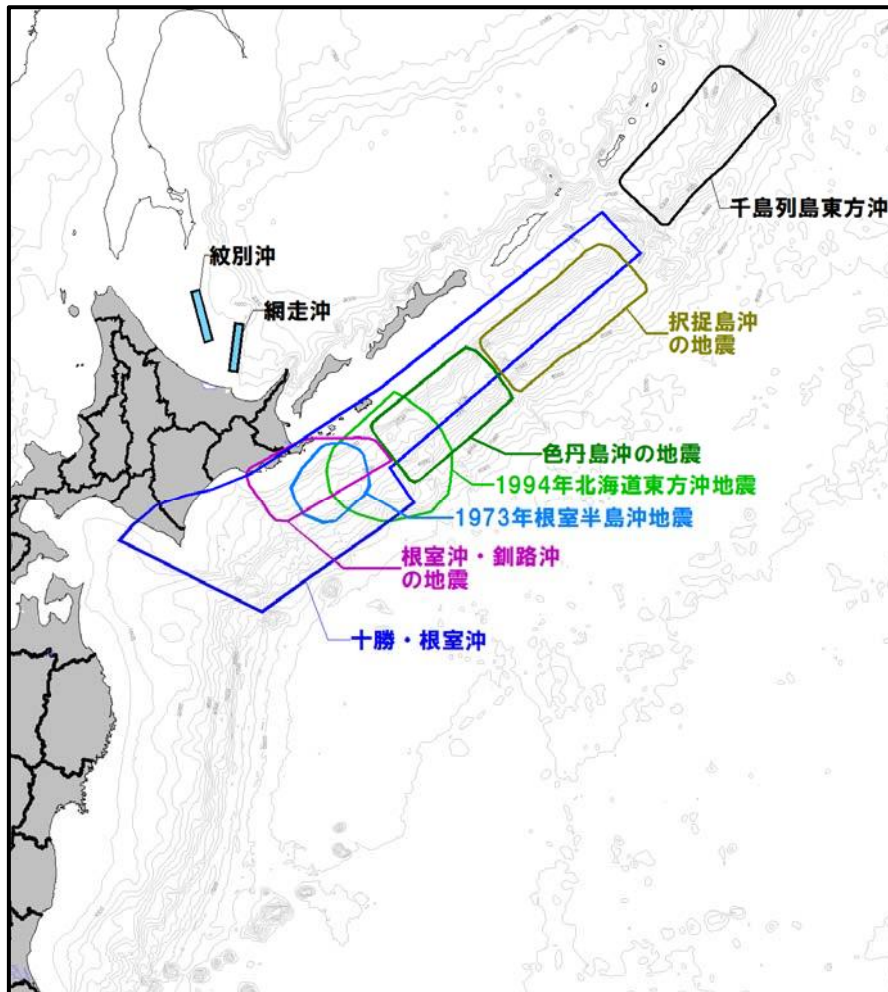 千島列島東方沖
紋別沖
網走沖
択捉島沖
の地震
色丹島沖の地震
1994年北海道東方沖地震
1973年根室半島沖地震
根室沖・釧路沖
の地震
十勝・根室沖